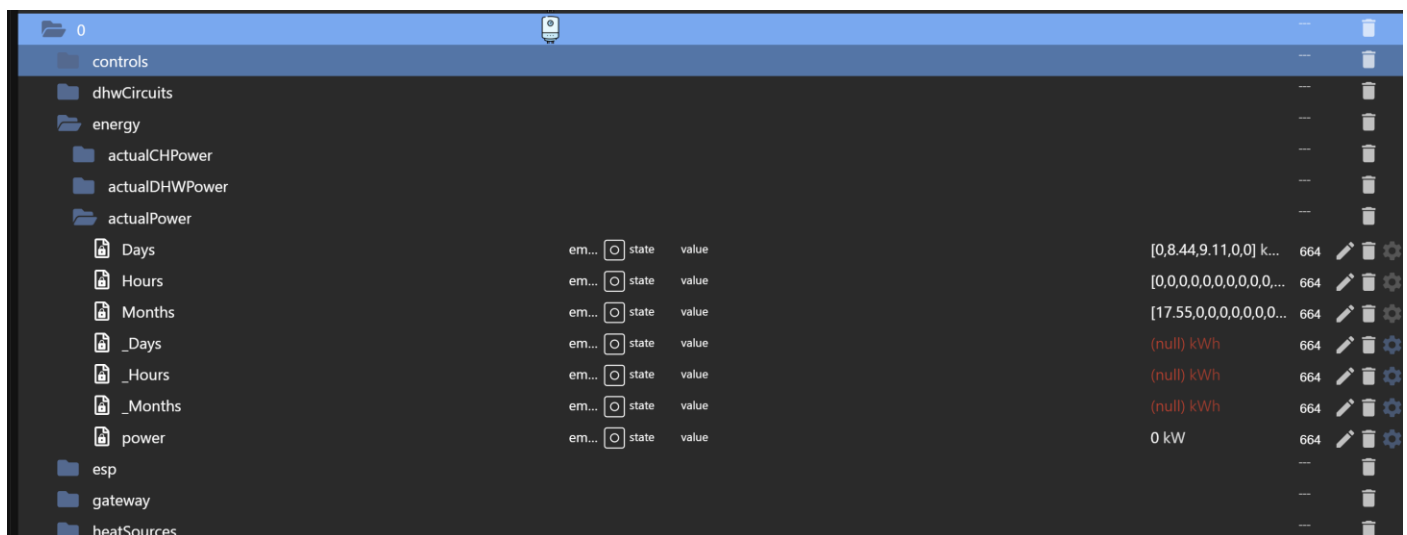 0 ---
controls ---
dhwCircuits ---
energy ---
actualCHPower ---
actualDHWPower ---
actualPower ---
Days em... state value [0,8.44,9.11,0,0] k... 664
Hours em... state value [0,0,0,0,0,0,0,0,0,0,... 664
Months em... state value [17.55,0,0,0,0,0,0,0... 664
_Days em... state value (null) kWh 664
_Hours em... state value (null) kWh 664
_Months em... state value (null) kWh 664
power em... state value 0 kW 664
esp ---
gateway ---
heatSources ---